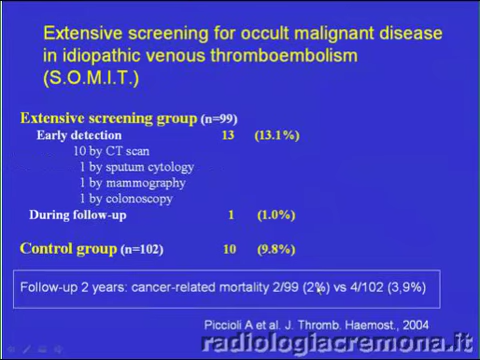 Extensive screening for occult malignant disease
in idiopathic venous thromboembolism
(S.O.M.I.T.)
Extensive screening group (n=99)
Early detection 13 (13.1%)
10 by CT scan
1 by sputum cytology
1 by mammography
1 by colonoscopy
During follow-up 1 (1.0%)
Control group (n=102) 10 (9.8%)
Follow-up 2 years: cancer-related mortality 2/99 (2%) vs 4/102 (3,9%)
Piccioli A et al. J. Thromb. Haemost., 2004
radiologiacremona.it